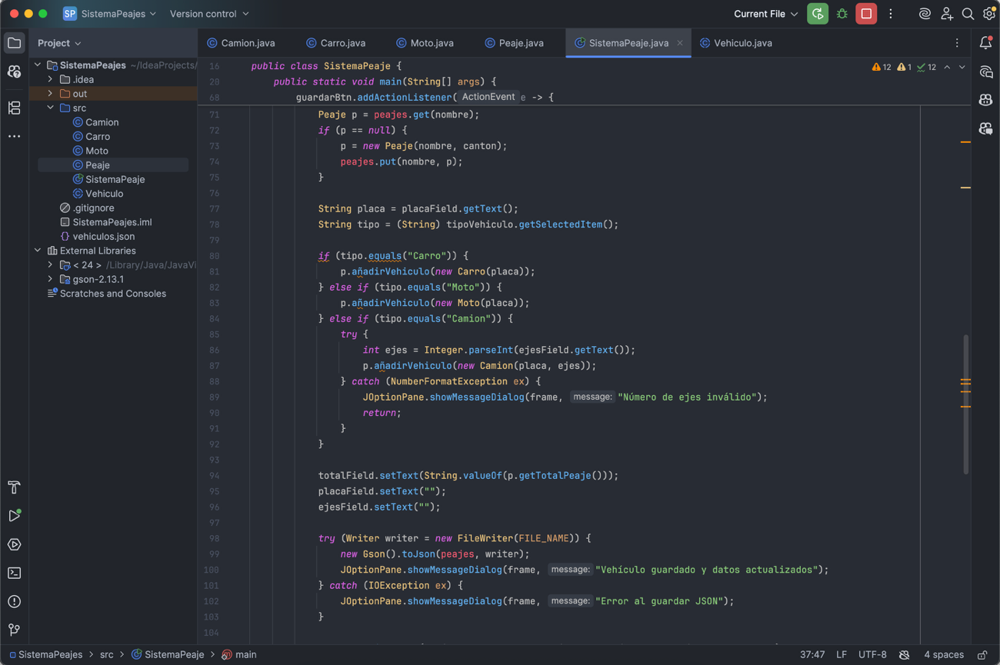 SP SistemaPeajes Version control Current File
Project
Camion.java Carro.java Moto.java Peaje.java SistemaPeaje.java Vehiculo.java
SistemaPeajes ~/IdeaProjects/
.idea
out
src
Camion
Carro
Moto
Peaje
SistemaPeaje
Vehiculo
.gitignore
SistemaPeajes.iml
vehiculos.json
External Libraries
< 24 > /Library/Java/JavaVi
gson-2.13.1
Scratches and Consoles
12 1 12
16 public class SistemaPeaje {
20 public static void main(String[] args) {
68 guardarBtn.addActionListener( ActionEvent e -> {
71 Peaje p = peajes.get(nombre);
72 if (p == null) {
73 p = new Peaje(nombre, canton);
74 peajes.put(nombre, p);
75 }
76
77 String placa = placaField.getText();
78 String tipo = (String) tipoVehiculo.getSelectedItem();
79
80 if (tipo.equals("Carro")) {
81 p.añadirVehiculo(new Carro(placa));
82 } else if (tipo.equals("Moto")) {
83 p.añadirVehiculo(new Moto(placa));
84 } else if (tipo.equals("Camion")) {
85 try {
86 int ejes = Integer.parseInt(ejesField.getText());
87 p.añadirVehiculo(new Camion(placa, ejes));
88 } catch (NumberFormatException ex) {
89 JOptionPane.showMessageDialog(frame, message: "Número de ejes inválido");
90 return;
91 }
92 }
93
94 totalField.setText(String.valueOf(p.getTotalPeaje()));
95 placaField.setText("");
96 ejesField.setText("");
97
98 try (Writer writer = new FileWriter(FILE_NAME)) {
99 new Gson().toJson(peajes, writer);
100 JOptionPane.showMessageDialog(frame, message: "Vehículo guardado y datos actualizados");
101 } catch (IOException ex) {
102 JOptionPane.showMessageDialog(frame, message: "Error al guardar JSON");
103 }
104
SistemaPeajes > src > SistemaPeaje > main 37:47 LF UTF-8 4 spaces